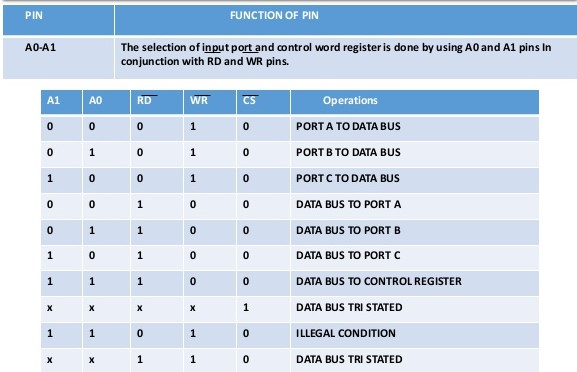 PIN FUNCTION OF PIN
A0-A1 The selection of input port and control word register is done by using A0 and A1 pins In
conjunction with RD and WR pins.
A1 A0 RD WR CS Operations
0 0 0 1 0 PORT A TO DATA BUS
0 1 0 1 0 PORT B TO DATA BUS
1 0 0 1 0 PORT C TO DATA BUS
0 0 1 0 0 DATA BUS TO PORT A
0 1 1 0 0 DATA BUS TO PORT B
1 0 1 0 0 DATA BUS TO PORT C
1 1 1 0 0 DATA BUS TO CONTROL REGISTER
x x x x 1 DATA BUS TRI STATED
1 1 0 1 0 ILLEGAL CONDITION
x x 1 1 0 DATA BUS TRI STATED